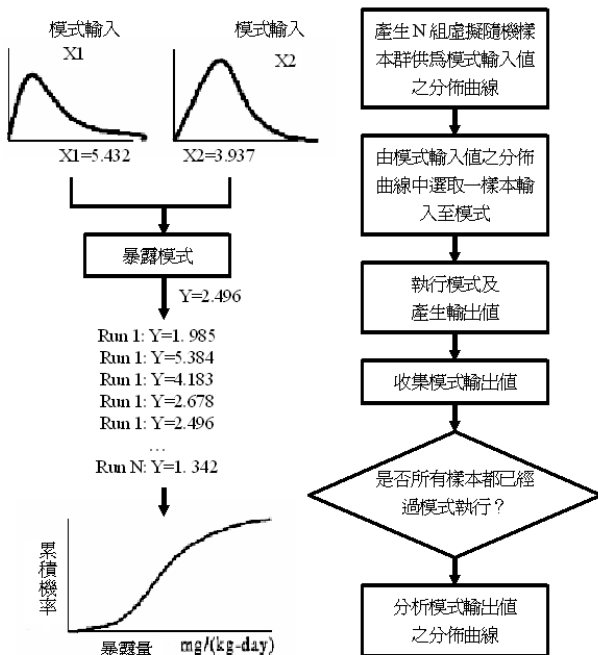 模式輸入
X1
模式輸入
X2
X1=5.432
X2=3.937
暴露模式
Y=2.496
Run 1: Y=1. 985
Run 1: Y=5.384
Run 1: Y=4.183
Run 1: Y=2.678
Run 1: Y=2.496
...
Run N: Y=1. 342
累積機率
暴露量
mg/(kg-day)
產生N組虛擬隨機樣
本群供為模式輸入值
之分佈曲線
由模式輸入值之分佈
曲線中選取一樣本輸
入至模式
執行模式及
產生輸出值
收集模式輸出值
是否所有樣本都已經
過模式執行？
分析模式輸出值
之分佈曲線